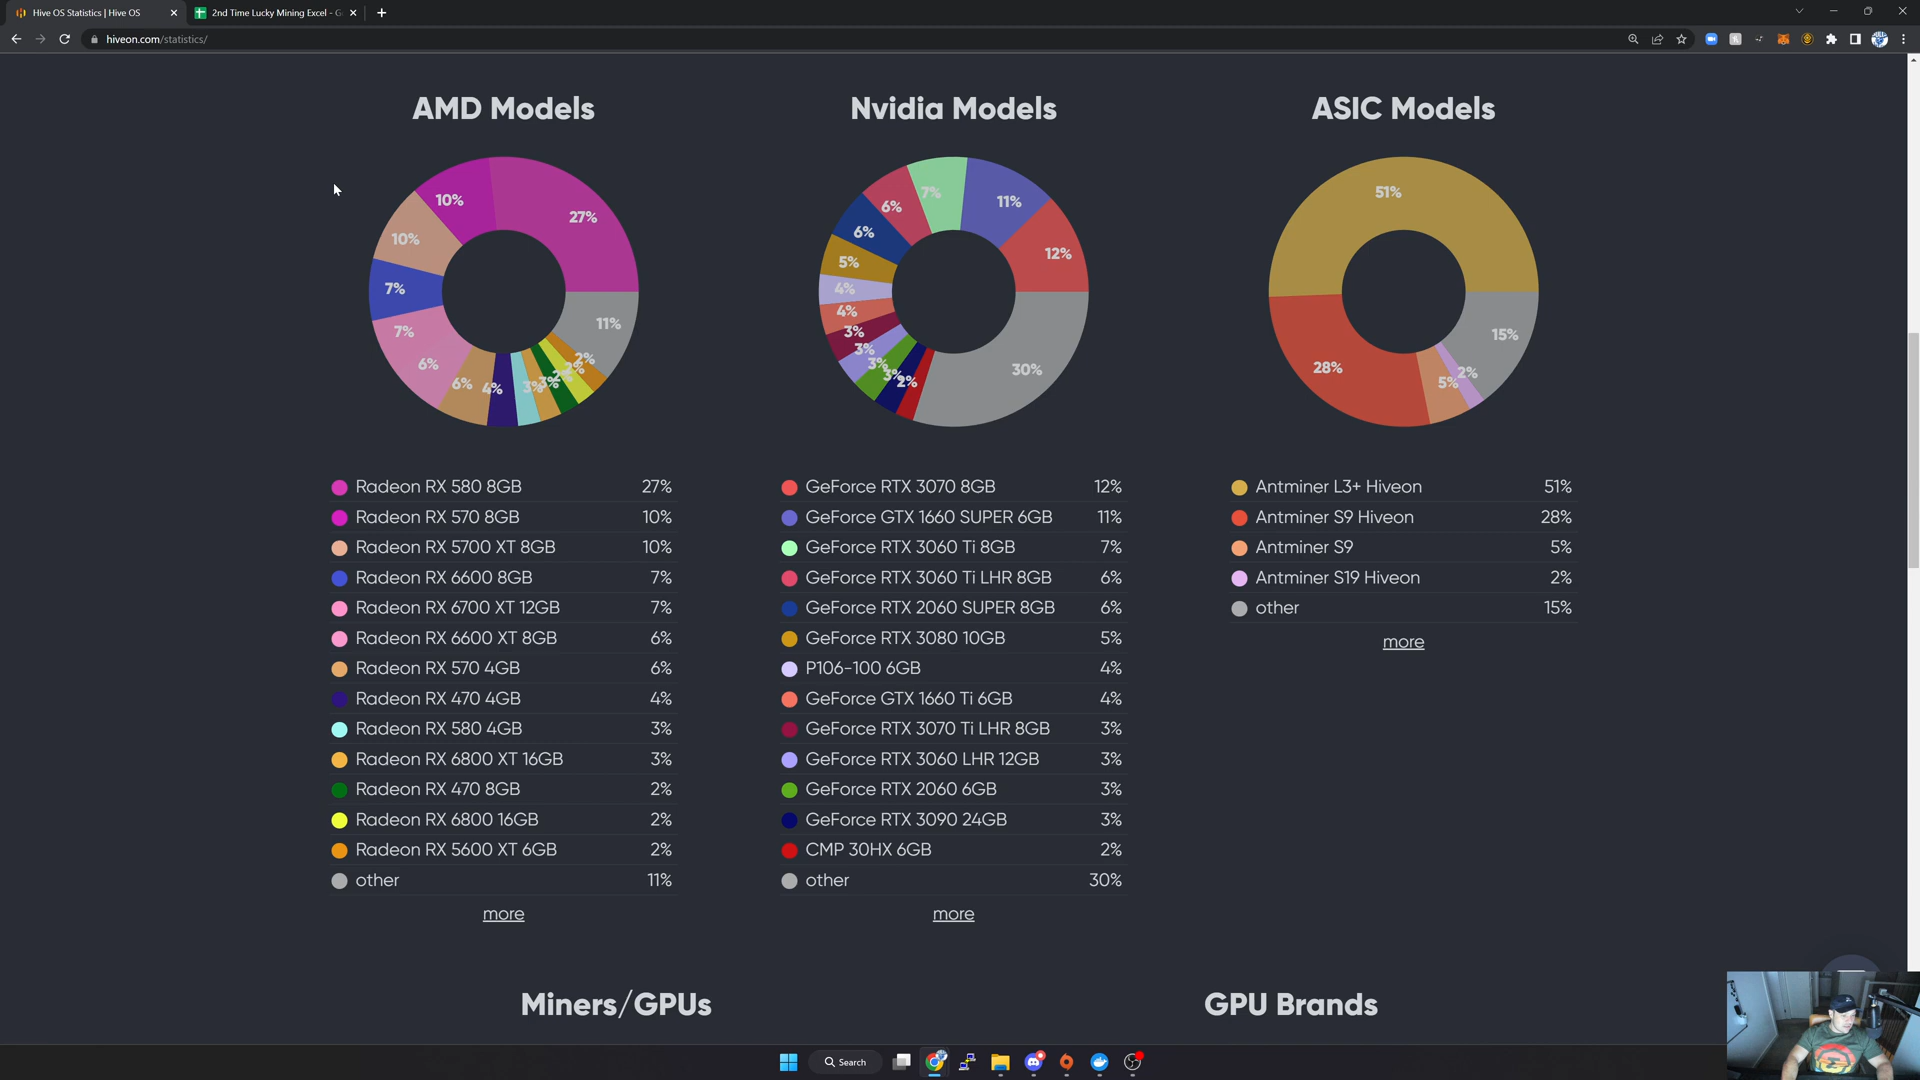 Hive OS Statistics | Hive OS
2nd Time Lucky Mining Excel - G
hiveon.com/statistics/
AMD Models
Nvidia Models
ASIC Models
27%
10%
10%
7%
7%
6%
6%
4%
3%
3%
2%
2%
2%
11%
12%
11%
7%
6%
6%
5%
4%
4%
3%
3%
3%
3%
2%
30%
51%
28%
5%
2%
15%
Radeon RX 580 8GB 27%
Radeon RX 570 8GB 10%
Radeon RX 5700 XT 8GB 10%
Radeon RX 6600 8GB 7%
Radeon RX 6700 XT 12GB 7%
Radeon RX 6600 XT 8GB 6%
Radeon RX 570 4GB 6%
Radeon RX 470 4GB 4%
Radeon RX 580 4GB 3%
Radeon RX 6800 XT 16GB 3%
Radeon RX 470 8GB 2%
Radeon RX 6800 16GB 2%
Radeon RX 5600 XT 6GB 2%
other 11%
more
GeForce RTX 3070 8GB 12%
GeForce GTX 1660 SUPER 6GB 11%
GeForce RTX 3060 Ti 8GB 7%
GeForce RTX 3060 Ti LHR 8GB 6%
GeForce RTX 2060 SUPER 8GB 6%
GeForce RTX 3080 10GB 5%
P106-100 6GB 4%
GeForce GTX 1660 Ti 6GB 4%
GeForce RTX 3070 Ti LHR 8GB 3%
GeForce RTX 3060 LHR 12GB 3%
GeForce RTX 2060 6GB 3%
GeForce RTX 3090 24GB 3%
CMP 30HX 6GB 2%
other 30%
more
Antminer L3+ Hiveon 51%
Antminer S9 Hiveon 28%
Antminer S9 5%
Antminer S19 Hiveon 2%
other 15%
more
Miners/GPUs
GPU Brands
Search